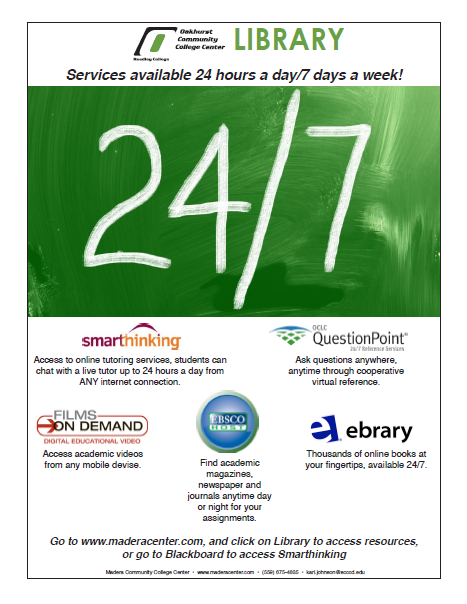 Oakhurst
Community
College Center
Reedley College
LIBRARY
Services available 24 hours a day/7 days a week!
24/7
smarthinking
Access to online tutoring services, students can
chat with a live tutor up to 24 hours a day from
ANY internet connection.
OCLC
QuestionPoint
24/7 Reference Services
Ask questions anywhere,
anytime through cooperative
virtual reference.
FILMS
ON DEMAND
DIGITAL EDUCATIONAL VIDEO
Access academic videos
from any mobile devise.
EBSCO
HOST
Find academic
magazines,
newspaper and
journals anytime day
or night for your
assignments.
ebrary
Thousands of online books at
your fingertips, available 24/7.
Go to www.maderacenter.com, and click on Library to access resources,
or go to Blackboard to access Smarthinking
Madera Community College Center • www.maderacenter.com • (559) 675-4885 • karl.johnson@scccd.edu